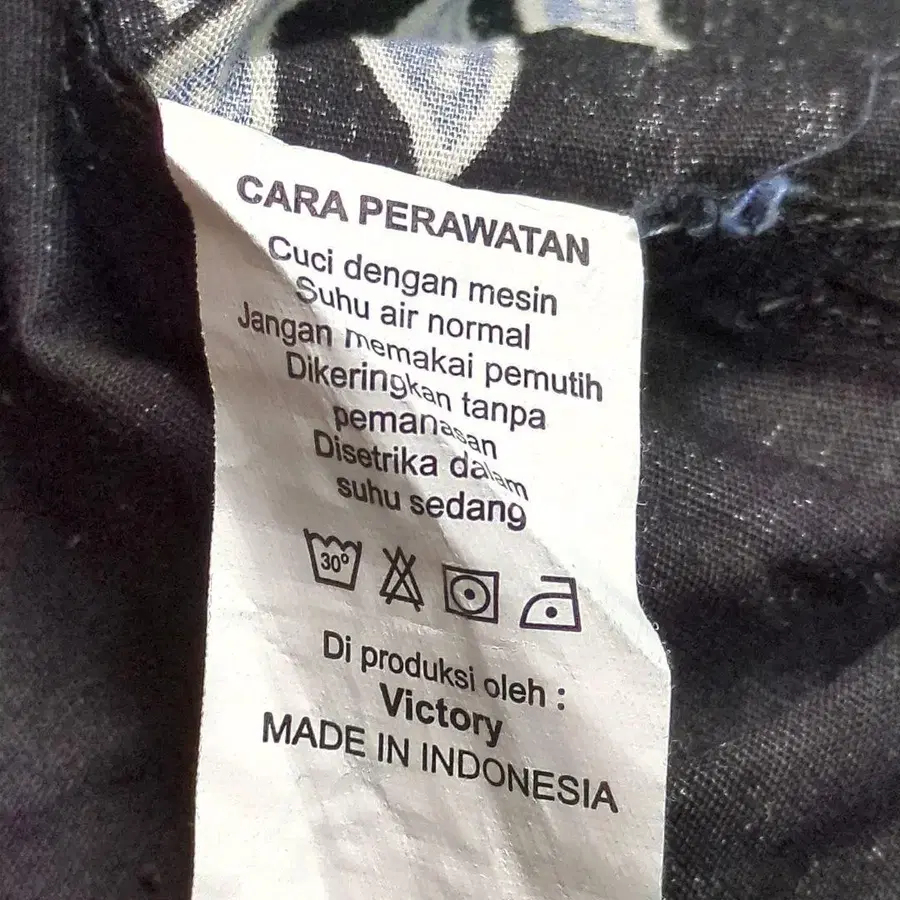 CARA PERAWATAN
Cuci dengan mesin
Suhu air normal
Jangan memakai pemutih
Dikeringkan tanpa
pemanasan
Disetrika dalam
suhu sedang
30°
Di produksi oleh :
Victory
MADE IN INDONESIA